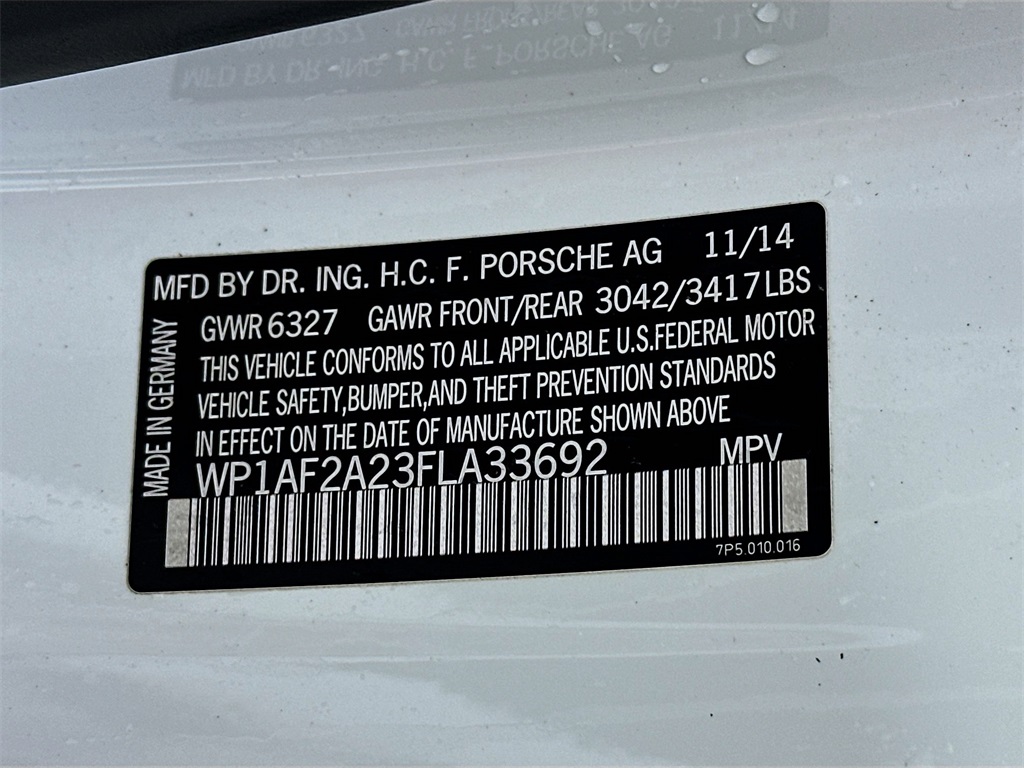 MFD BY DR. ING. H.C. F. PORSCHE AG 11/14
GVWR 6327 GAWR FRONT/REAR 3042/3417 LBS
THIS VEHICLE CONFORMS TO ALL APPLICABLE U.S.FEDERAL MOTOR
VEHICLE SAFETY,BUMPER,AND THEFT PREVENTION STANDARDS
IN EFFECT ON THE DATE OF MANUFACTURE SHOWN ABOVE
WP1AF2A23FLA33692 MPV
7P5.010.016
MADE IN GERMANY